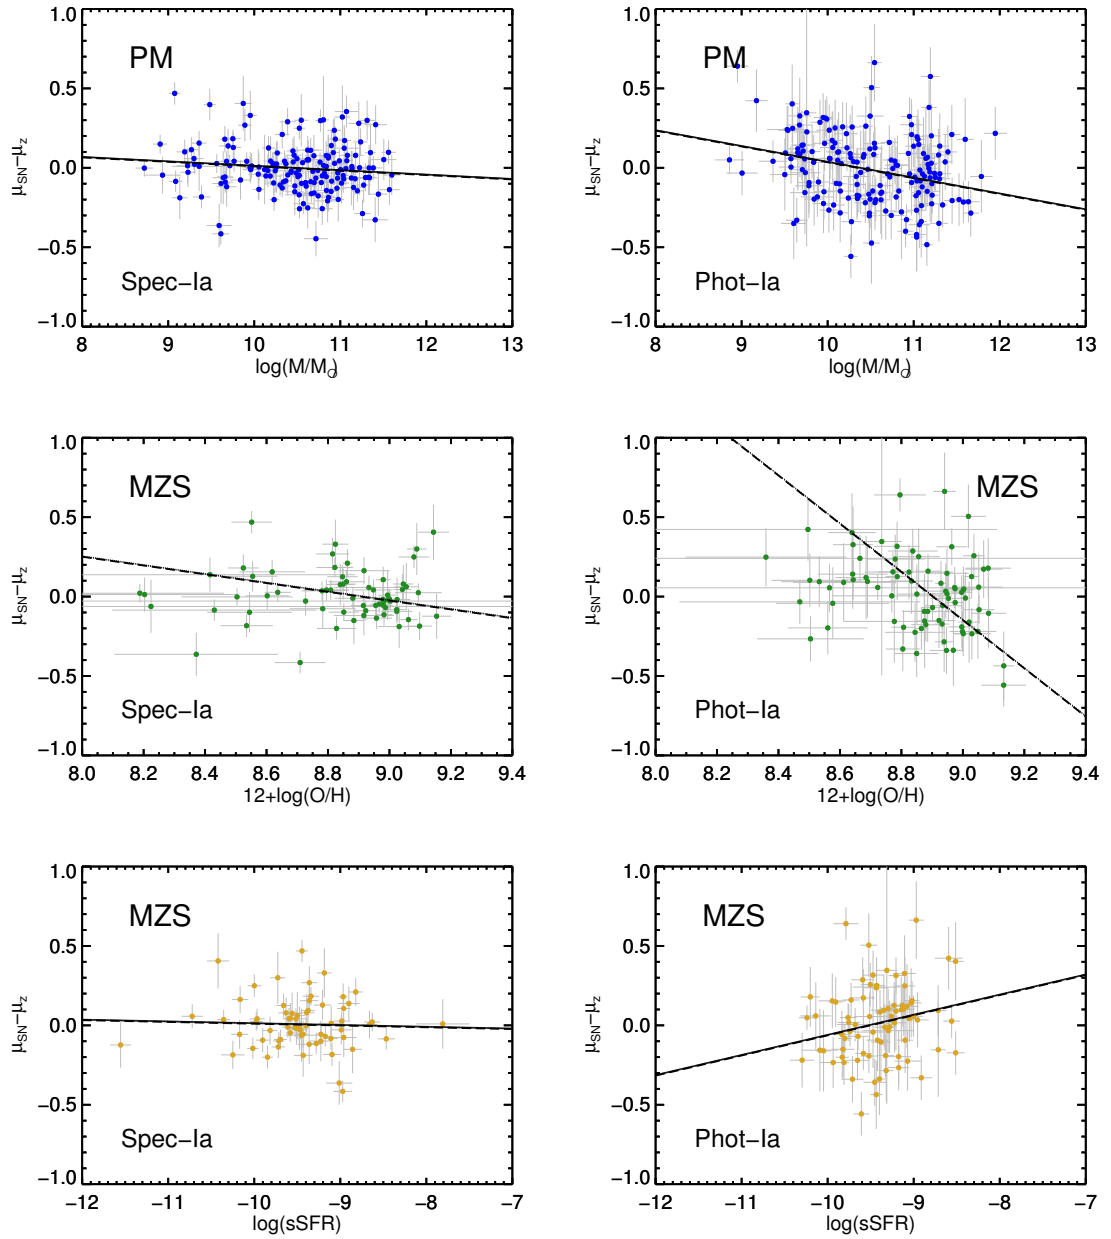 1.0
0.5
0.0
−0.5
−1.0
μSN−μz
PM
Spec−Ia
8 9 10 11 12 13
log(M/M⊙)
1.0
0.5
0.0
−0.5
−1.0
μSN−μz
PM
Phot−Ia
8 9 10 11 12 13
log(M/M⊙)
1.0
0.5
0.0
−0.5
−1.0
μSN−μz
MZS
Spec−Ia
8.0 8.2 8.4 8.6 8.8 9.0 9.2 9.4
12+log(O/H)
1.0
0.5
0.0
−0.5
−1.0
μSN−μz
MZS
Phot−Ia
8.0 8.2 8.4 8.6 8.8 9.0 9.2 9.4
12+log(O/H)
1.0
0.5
0.0
−0.5
−1.0
μSN−μz
MZS
Spec−Ia
−12 −11 −10 −9 −8 −7
log(sSFR)
1.0
0.5
0.0
−0.5
−1.0
μSN−μz
MZS
Phot−Ia
−12 −11 −10 −9 −8 −7
log(sSFR)